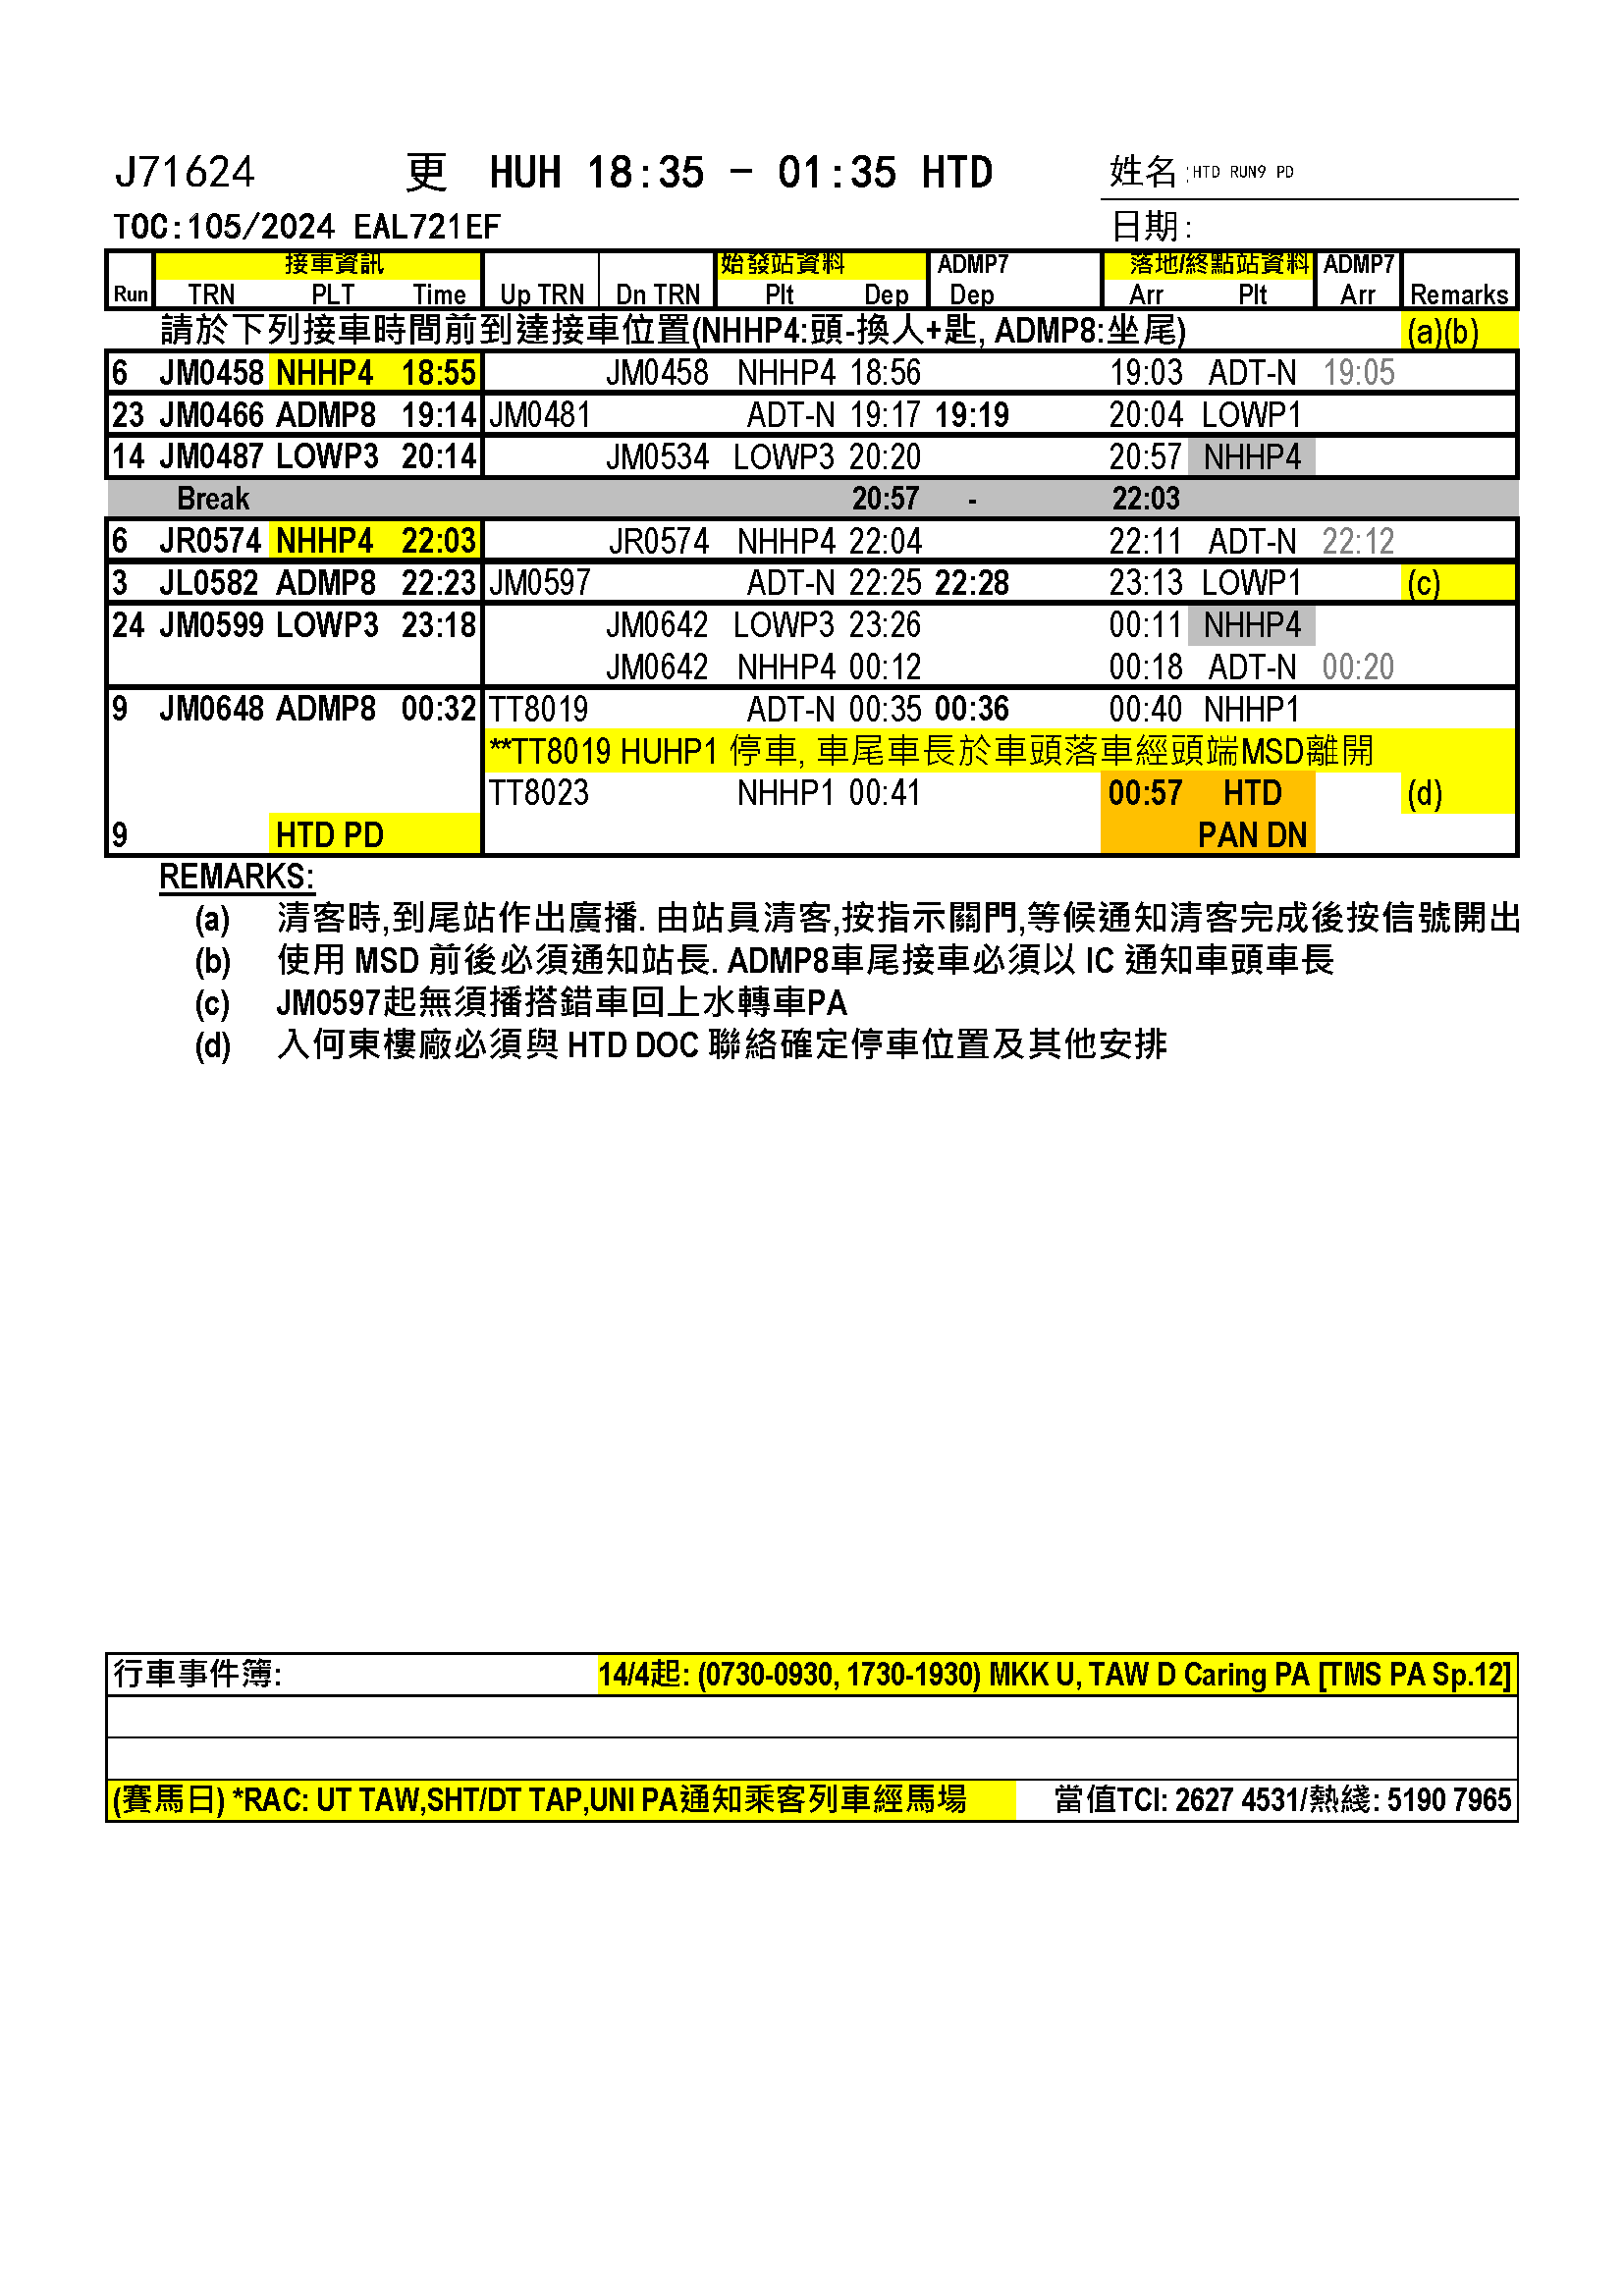 J71624 更 HUH 18:35 - 01:35 HTD 姓名:HTD RUN9 PD
TOC:105/2024 EAL721EF 日期:
接車資訊 始發站資料 ADMP7 落地/終點站資料 ADMP7
Run TRN PLT Time Up TRN Dn TRN Plt Dep Dep Arr Plt Arr Remarks
請於下列接車時間前到達接車位置(NHHP4:頭-換人+匙, ADMP8:坐尾) (a)(b)
6 JM0458 NHHP4 18:55 JM0458 NHHP4 18:56 19:03 ADT-N 19:05
23 JM0466 ADMP8 19:14 JM0481 ADT-N 19:17 19:19 20:04 LOWP1
14 JM0487 LOWP3 20:14 JM0534 LOWP3 20:20 20:57 NHHP4
Break 20:57 - 22:03
6 JR0574 NHHP4 22:03 JR0574 NHHP4 22:04 22:11 ADT-N 22:12
3 JL0582 ADMP8 22:23 JM0597 ADT-N 22:25 22:28 23:13 LOWP1 (c)
24 JM0599 LOWP3 23:18 JM0642 LOWP3 23:26 00:11 NHHP4
JM0642 NHHP4 00:12 00:18 ADT-N 00:20
9 JM0648 ADMP8 00:32 TT8019 ADT-N 00:35 00:36 00:40 NHHP1
**TT8019 HUHP1 停車, 車尾車長於車頭落車經頭端MSD離開
TT8023 NHHP1 00:41 00:57 HTD (d)
9 HTD PD PAN DN
REMARKS:
(a) 清客時,到尾站作出廣播. 由站員清客,按指示關門,等候通知清客完成後按信號開出
(b) 使用 MSD 前後必須通知站長. ADMP8車尾接車必須以 IC 通知車頭車長
(c) JM0597起無須播搭錯車回上水轉車PA
(d) 入何東樓廠必須與 HTD DOC 聯絡確定停車位置及其他安排
行車事件簿: 14/4起: (0730-0930, 1730-1930) MKK U, TAW D Caring PA [TMS PA Sp.12]
(賽馬日) *RAC: UT TAW,SHT/DT TAP,UNI PA通知乘客列車經馬場 當值TCI: 2627 4531/熱綫: 5190 7965